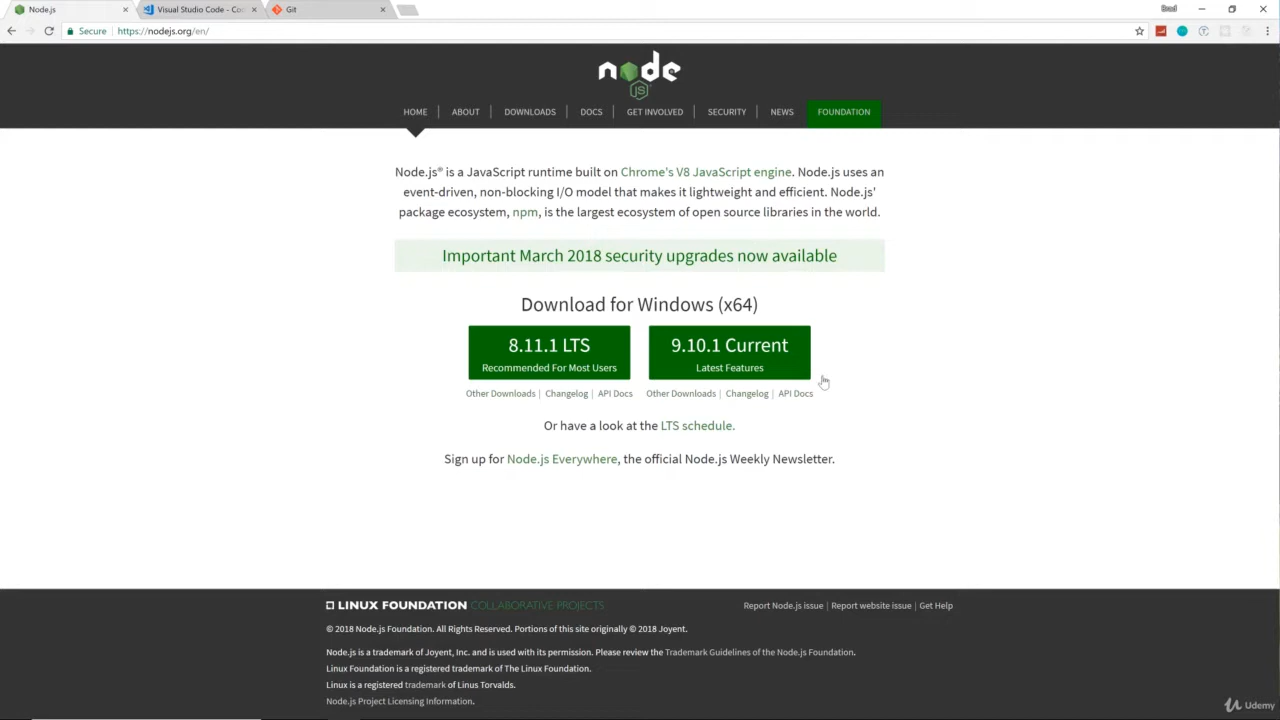 Node.js
Visual Studio Code - Co
Git
Brad
Secure
https://nodejs.org/en/
node
JS
HOME
ABOUT
DOWNLOADS
DOCS
GET INVOLVED
SECURITY
NEWS
FOUNDATION
Node.js® is a JavaScript runtime built on Chrome's V8 JavaScript engine. Node.js uses an
event-driven, non-blocking I/O model that makes it lightweight and efficient. Node.js'
package ecosystem, npm, is the largest ecosystem of open source libraries in the world.
Important March 2018 security upgrades now available
Download for Windows (x64)
8.11.1 LTS
Recommended For Most Users
9.10.1 Current
Latest Features
Other Downloads | Changelog | API Docs
Other Downloads | Changelog | API Docs
Or have a look at the LTS schedule.
Sign up for Node.js Everywhere, the official Node.js Weekly Newsletter.
LINUX FOUNDATION COLLABORATIVE PROJECTS
Report Node.js issue | Report website issue | Get Help
© 2018 Node.js Foundation. All Rights Reserved. Portions of this site originally © 2018 Joyent.
Node.js is a trademark of Joyent, Inc. and is used with its permission. Please review the Trademark Guidelines of the Node.js Foundation.
Linux Foundation is a registered trademark of The Linux Foundation.
Linux is a registered trademark of Linus Torvalds.
Node.js Project Licensing Information.
Udemy